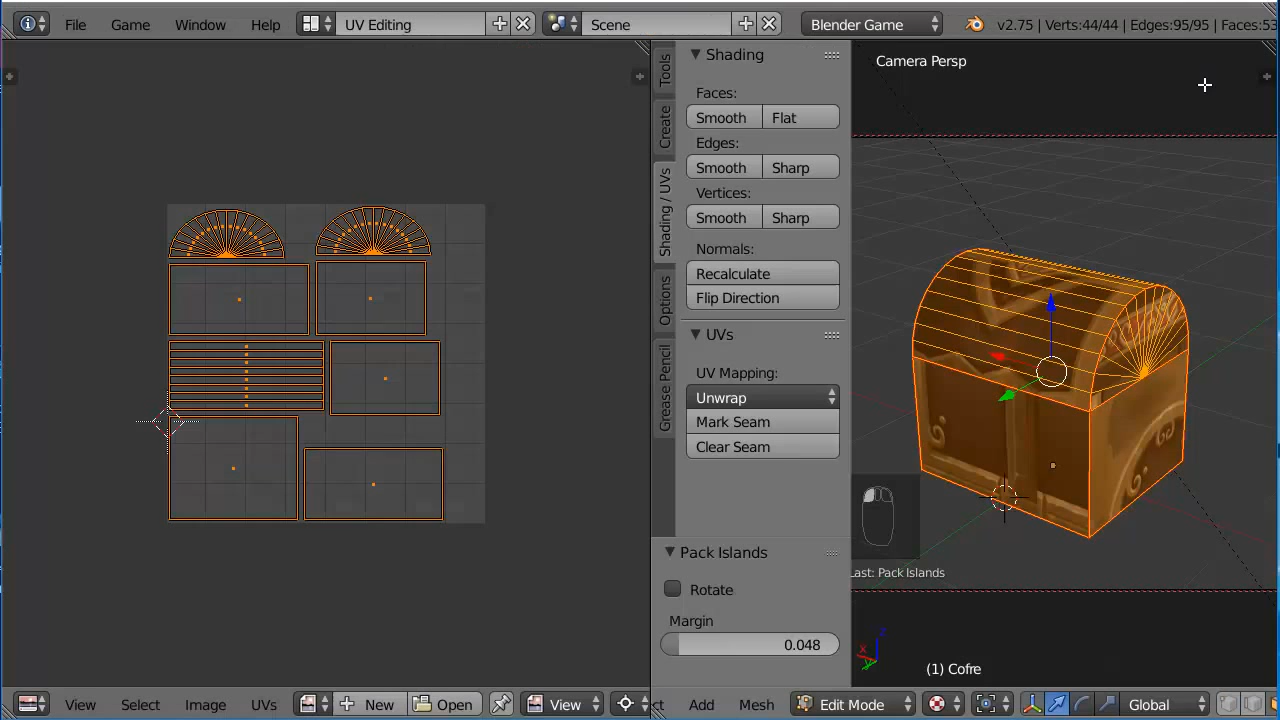 File Game Window Help UV Editing Scene Blender Game v2.75 | Verts:44/44 | Edges:95/95 | Faces:53
Tools
Create
Shading / UVs
Options
Grease Pencil
Shading
Faces:
Smooth Flat
Edges:
Smooth Sharp
Vertices:
Smooth Sharp
Normals:
Recalculate
Flip Direction
UVs
UV Mapping:
Unwrap
Mark Seam
Clear Seam
Pack Islands
Rotate
Margin
0.048
Camera Persp
ast: Pack Islands
z
x
(1) Cofre
View Select Image UVs New Open View ct Add Mesh Edit Mode Global